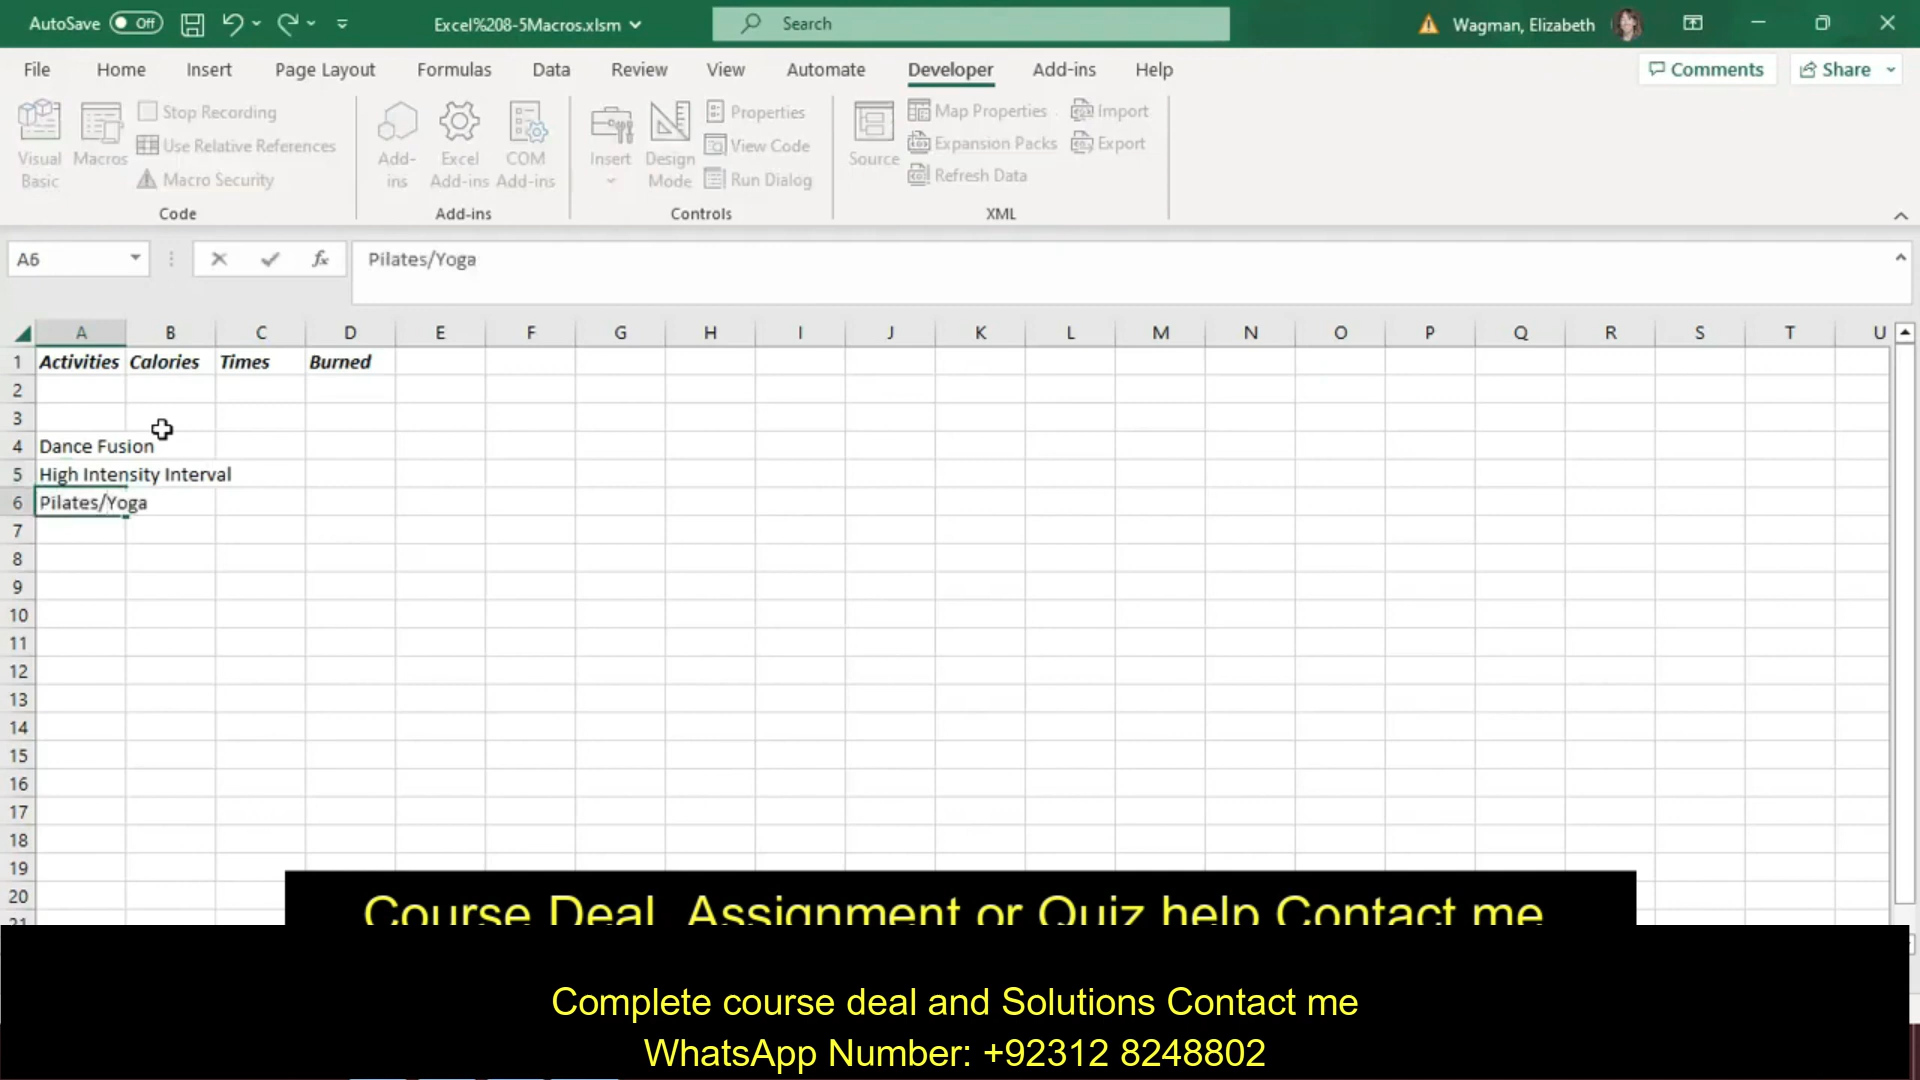 AutoSave Off Excel%208-5Macros.xlsm Search Wagman, Elizabeth
File Home Insert Page Layout Formulas Data Review View Automate Developer Add-ins Help Comments Share
Visual Basic Macros Stop Recording Use Relative References Macro Security
Add-ins Excel Add-ins COM Add-ins
Insert Design Mode Properties View Code Run Dialog
Source Map Properties Expansion Packs Refresh Data Import Export
Code Add-ins Controls XML
A6 fx Pilates/Yoga
A B C D E F G H I J K L M N O P Q R S T U
1 Activities Calories Times Burned
2
3
4 Dance Fusion
5 High Intensity Interval
6 Pilates/Yoga
7
8
9
10
11
12
13
14
15
16
17
18
19
20
21
Course Deal, Assignment or Quiz help Contact me
Complete course deal and Solutions Contact me
WhatsApp Number: +92312 8248802